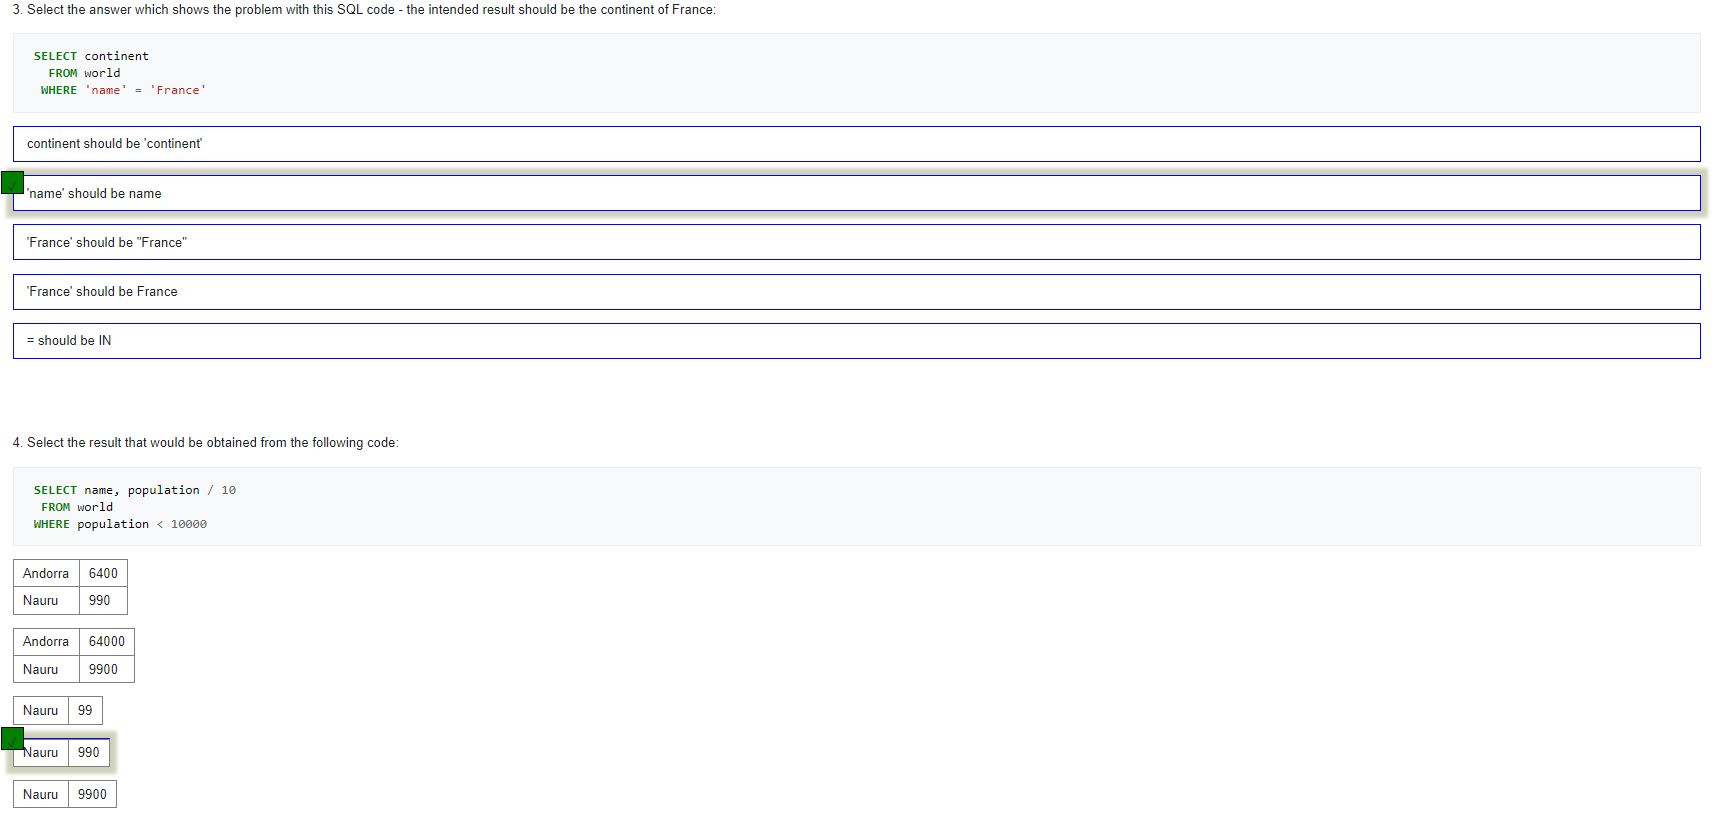 3. Select the answer which shows the problem with this SQL code - the intended result should be the continent of France:
SELECT continent
FROM world
WHERE 'name' = 'France'
continent should be 'continent'
'name' should be name
'France' should be "France"
'France' should be France
= should be IN
4. Select the result that would be obtained from the following code:
SELECT name, population / 10
FROM world
WHERE population < 10000
Andorra 6400
Nauru 990
Andorra 64000
Nauru 9900
Nauru 99
Nauru 990
Nauru 9900